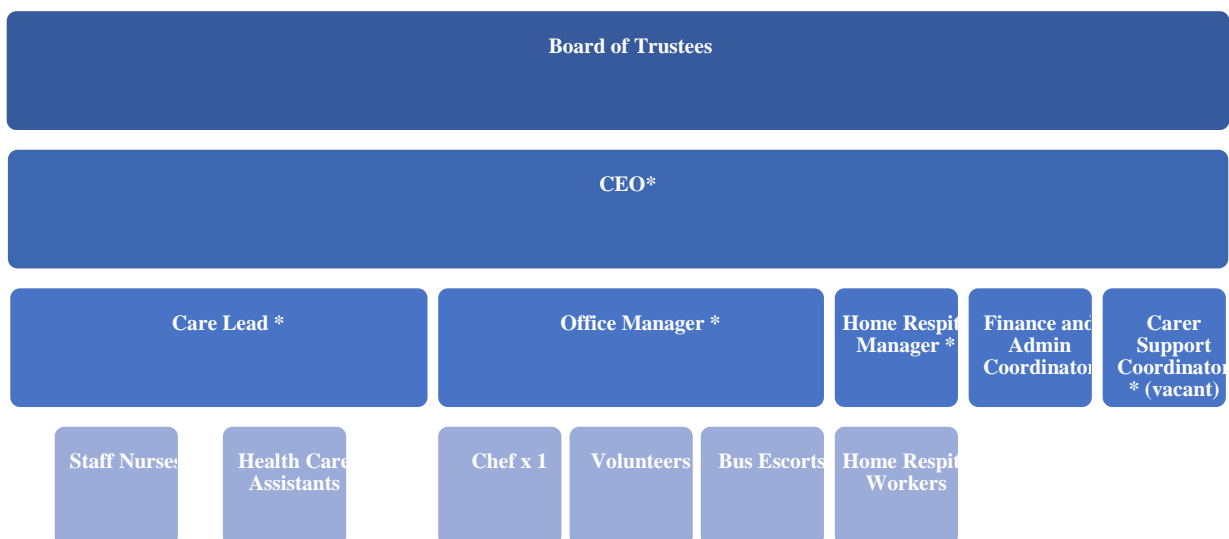 Board of Trustees
CEO*
Care Lead *
Office Manager *
Home Respit
Manager *
Finance and
Admin
Coordinator
Carer
Support
Coordinator
* (vacant)
Staff Nurses
Health Care
Assistants
Chef x 1
Volunteers
Bus Escorts
Home Respit
Workers